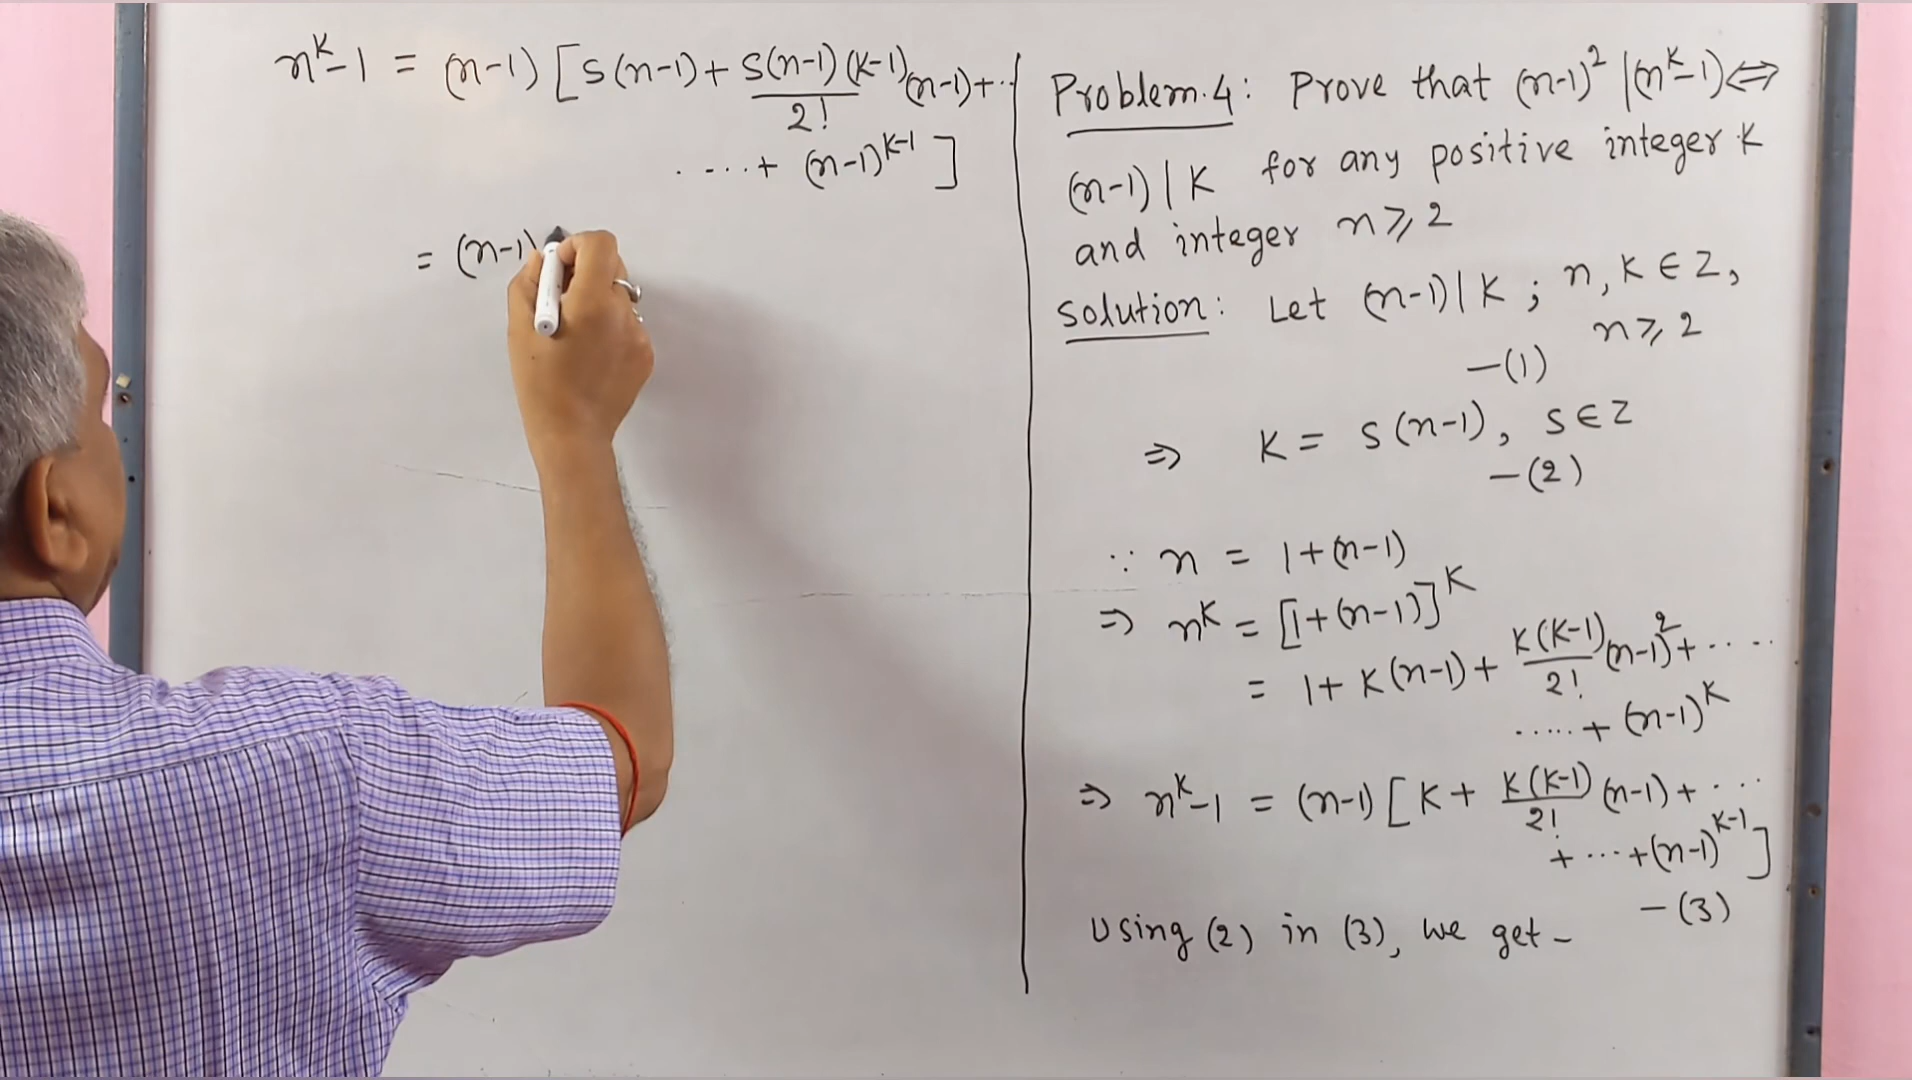 n^k-1 = (n-1) [s(n-1) + s(n-1)(k-1)/2! (n-1) + ..
. ... + (n-1)^{k-1} ]
= (n-1)
Problem.4: Prove that (n-1)^2 | (n^k-1) ⇔
(n-1) | k for any positive integer k
and integer n ⩾ 2
Solution: Let (n-1) | k ; n, k ∈ Z,
n ⩾ 2
—(1)
⇒ k = s(n-1), s ∈ Z
—(2)
∵ n = 1+(n-1)
⇒ n^k = [1+(n-1)]^k
= 1+ k(n-1) + k(k-1)/2! (n-1)^2 + ....
..... + (n-1)^k
⇒ n^k-1 = (n-1) [k + k(k-1)/2! (n-1) + ...
+ ... + (n-1)^{k-1} ]
—(3)
Using (2) in (3), we get –